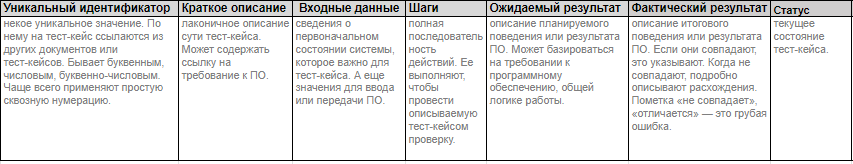 Уникальный идентификатор
Краткое описание
Входные данные
Шаги
Ожидаемый результат
Фактический результат
Статус
некое уникальное значение. По
нему на тест-кейс ссылаются из
других документов или
тест-кейсов. Бывает буквенным,
числовым, буквенно-числовым.
Чаще всего применяют простую
сквозную нумерацию.
лаконичное описание
сути тест-кейса.
Может содержать
ссылку на
требование к ПО.
сведения о
первоначальном
состоянии системы,
которое важно для
тест-кейса. А еще
значения для ввода
или передачи ПО.
полная
последователь
ность
действий. Ее
выполняют,
чтобы
провести
описываемую
тест-кейсом
проверку.
описание планируемого
поведения или результата
ПО. Может базироваться
на требовании к
программному
обеспечению, общей
логике работы.
описание итогового
поведения или результата
ПО. Если они совпадают,
это указывают. Когда не
совпадают, подробно
описывают расхождения.
Пометка «не совпадает»,
«отличается» — это грубая
ошибка.
текущее
состояние
тест-кейса.